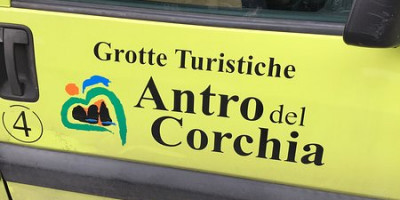 Grotte Turistiche
Antro del
Corchia
4